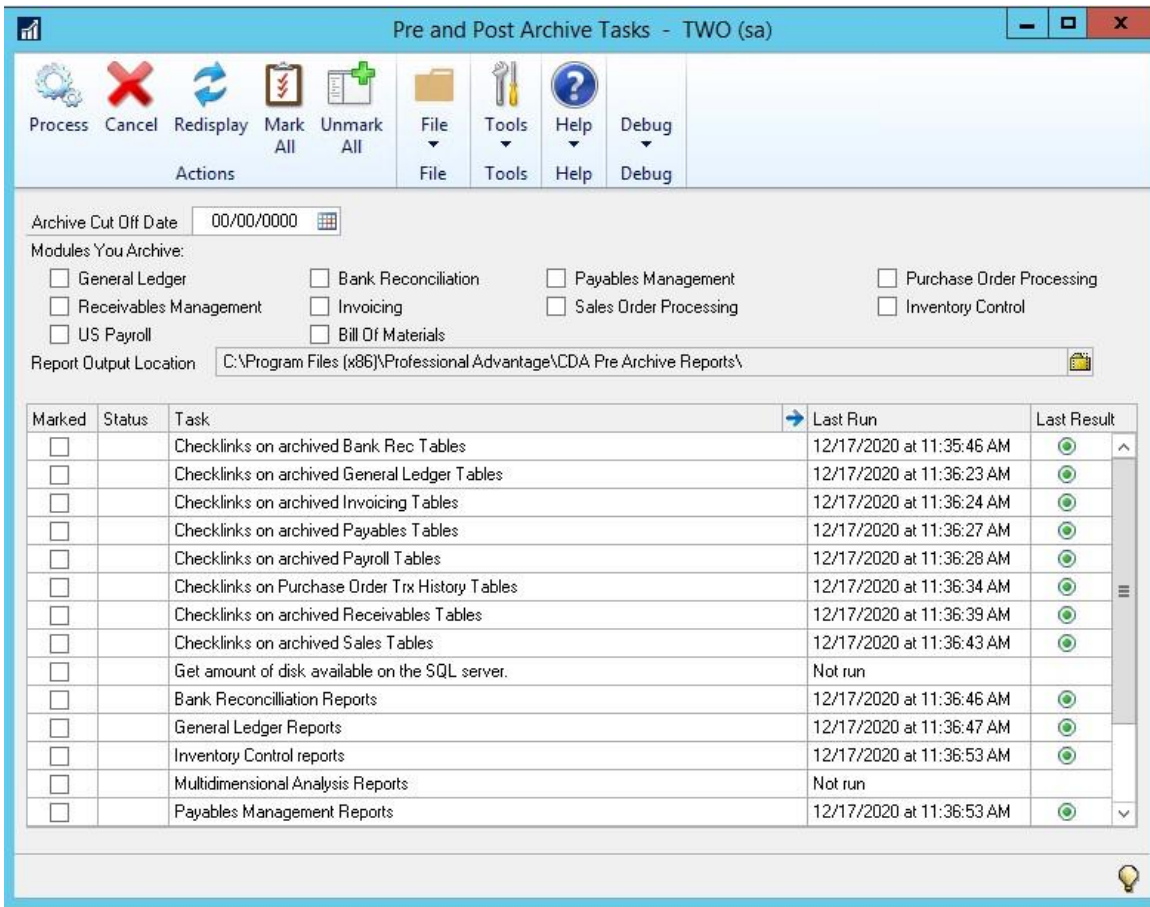 Pre and Post Archive Tasks - TWO (sa)
Process Cancel Redisplay Mark All Unmark All File Tools Help Debug
Actions File Tools Help Debug
Archive Cut Off Date 00/00/0000
Modules You Archive:
General Ledger Bank Reconciliation Payables Management Purchase Order Processing
Receivables Management Invoicing Sales Order Processing Inventory Control
US Payroll Bill Of Materials
Report Output Location C:\Program Files (x86)\Professional Advantage\CDA Pre Archive Reports\
Marked Status Task Last Run Last Result
Checklinks on archived Bank Rec Tables 12/17/2020 at 11:35:46 AM
Checklinks on archived General Ledger Tables 12/17/2020 at 11:36:23 AM
Checklinks on archived Invoicing Tables 12/17/2020 at 11:36:24 AM
Checklinks on archived Payables Tables 12/17/2020 at 11:36:27 AM
Checklinks on archived Payroll Tables 12/17/2020 at 11:36:28 AM
Checklinks on Purchase Order Trx History Tables 12/17/2020 at 11:36:34 AM
Checklinks on archived Receivables Tables 12/17/2020 at 11:36:39 AM
Checklinks on archived Sales Tables 12/17/2020 at 11:36:43 AM
Get amount of disk available on the SQL server. Not run
Bank Reconcilliation Reports 12/17/2020 at 11:36:46 AM
General Ledger Reports 12/17/2020 at 11:36:47 AM
Inventory Control reports 12/17/2020 at 11:36:53 AM
Multidimensional Analysis Reports Not run
Payables Management Reports 12/17/2020 at 11:36:53 AM